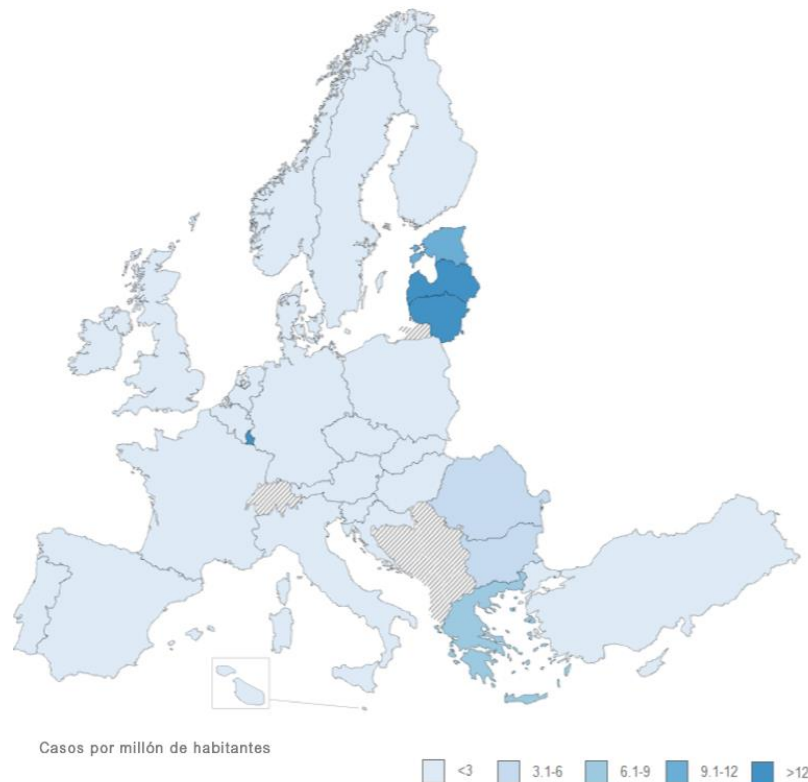 Casos por millón de habitantes
<3 3.1-6 6.1-9 9.1-12 >12